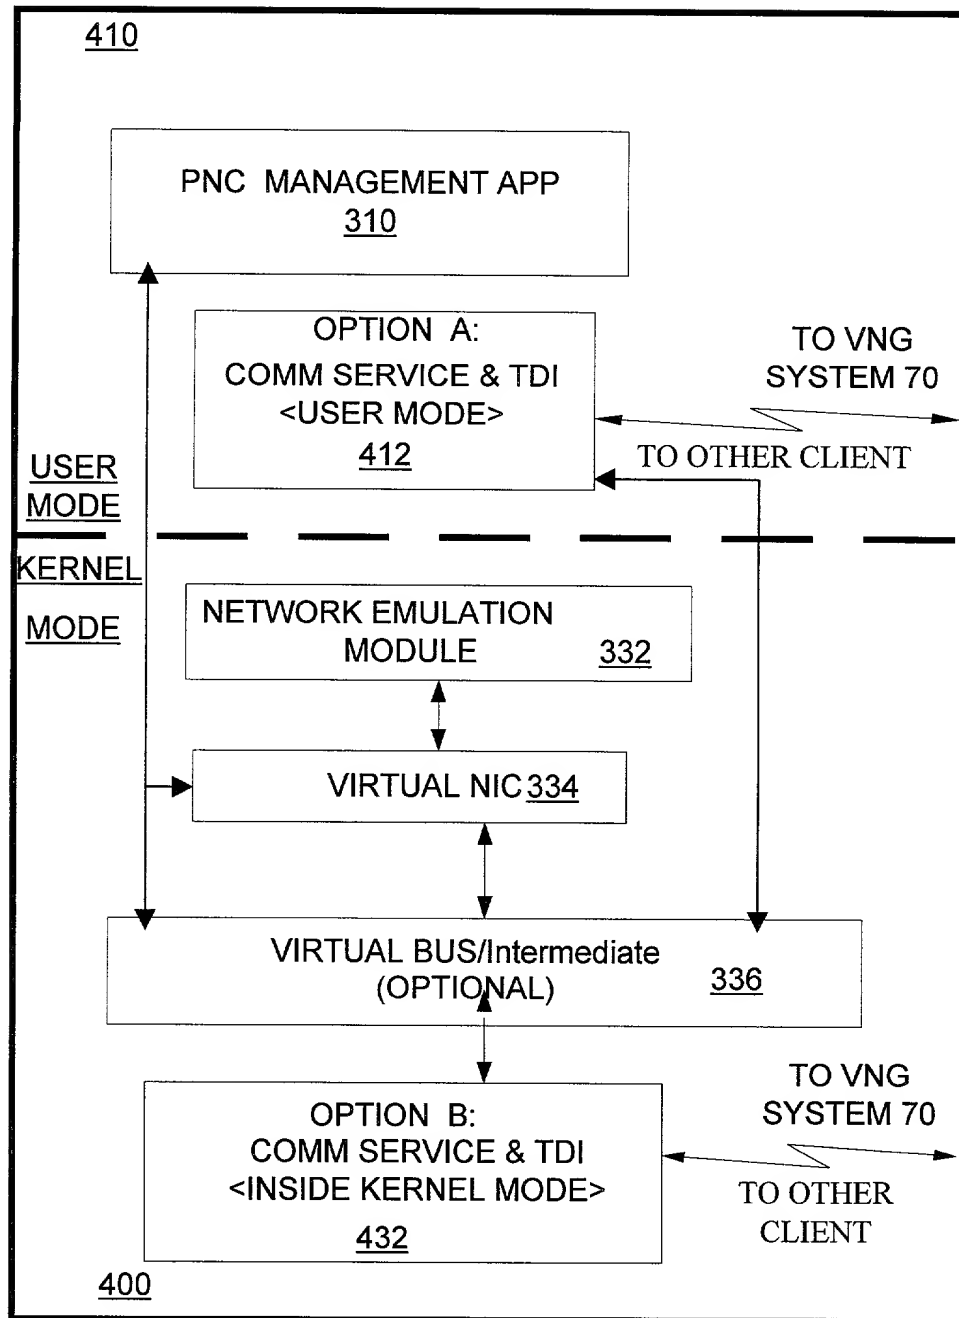 410
PNC MANAGEMENT APP
310
OPTION A:
COMM SERVICE & TDI
<USER MODE>
412
TO VNG
SYSTEM 70
TO OTHER CLIENT
USER
MODE
KERNEL
MODE
NETWORK EMULATION
MODULE 332
VIRTUAL NIC 334
VIRTUAL BUS/Intermediate
(OPTIONAL) 336
OPTION B:
COMM SERVICE & TDI
<INSIDE KERNEL MODE>
432
TO VNG
SYSTEM 70
TO OTHER
CLIENT
400